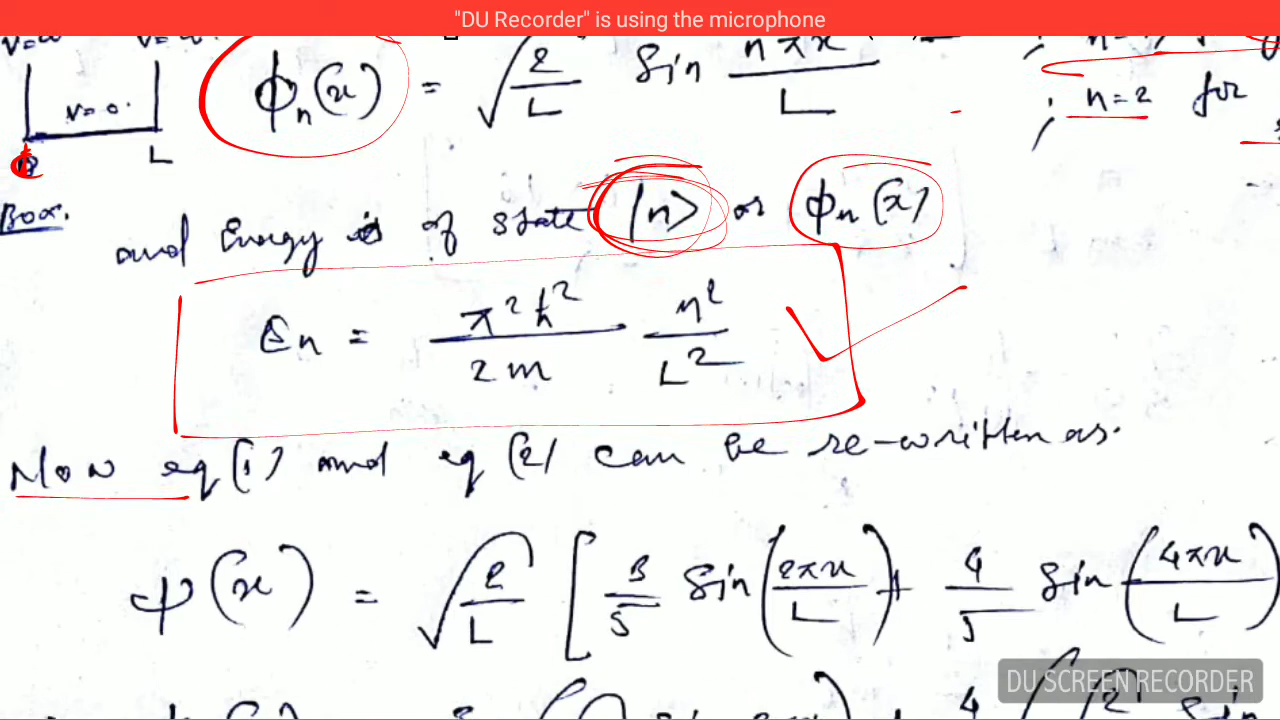 "DU Recorder" is using the microphone
V=∞ V=∞
V=0.
ϕn(x) = √(2/L) Sin nπx/L
; n=2 for
0 L
Box.
and Energy is of state |n> or ϕn(x)
En = π²ħ²/2m n²/L²
Now eq(1) and eq(2) can be re-written as.
ψ(x) = √(2/L) [3/5 Sin(2πx/L) + 4/5 Sin(4πx/L)
DU SCREEN RECORDER